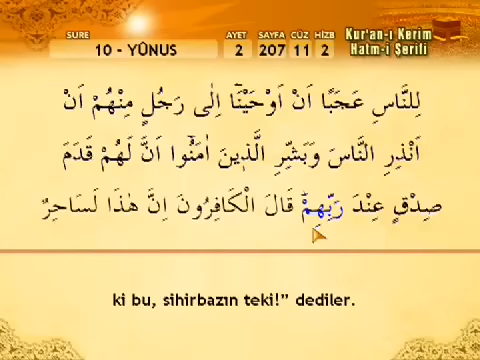 SURE AYET SAYFA CÜZ HİZB Kur'an-ı Kerim
10 - YÛNUS 2 207 11 2 Hatm-i Şerifi
لِلنَّاسِ عَجَبًا اَنْ اَوْحَيْنَٓا اِلٰى رَجُلٍ مِنْهُمْ اَنْ
اَنْذِرِ النَّاسَ وَبَشِّرِ الَّذ۪ينَ اٰمَنُٓوا اَنَّ لَهُمْ قَدَمَ
صِدْقٍ عِنْدَ رَبِّهِمْۜ قَالَ الْكَافِرُونَ اِنَّ هٰذَا لَسَاحِرٌ
ki bu, sihirbazın teki!” dediler.